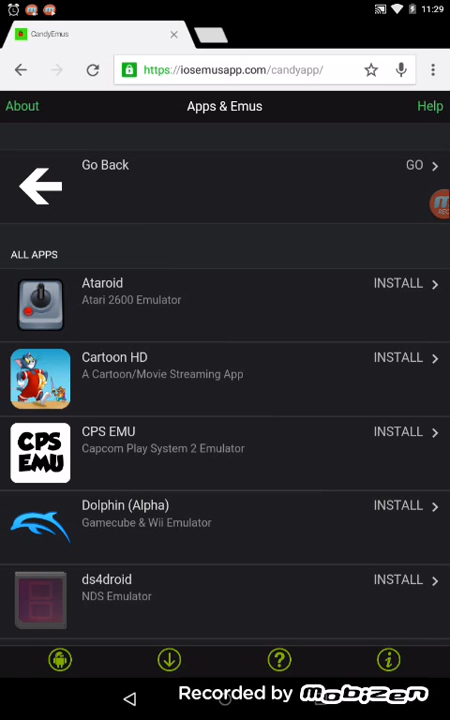 11:29
CandyEmus
https://iosemusapp.com/candyapp/
About
Apps & Emus
Help
Go Back
GO
ALL APPS
Ataroid
INSTALL
Atari 2600 Emulator
Cartoon HD
INSTALL
A Cartoon/Movie Streaming App
CPS EMU
CPS EMU
INSTALL
Capcom Play System 2 Emulator
Dolphin (Alpha)
INSTALL
Gamecube & Wii Emulator
ds4droid
INSTALL
NDS Emulator
Recorded by MOBIZEN